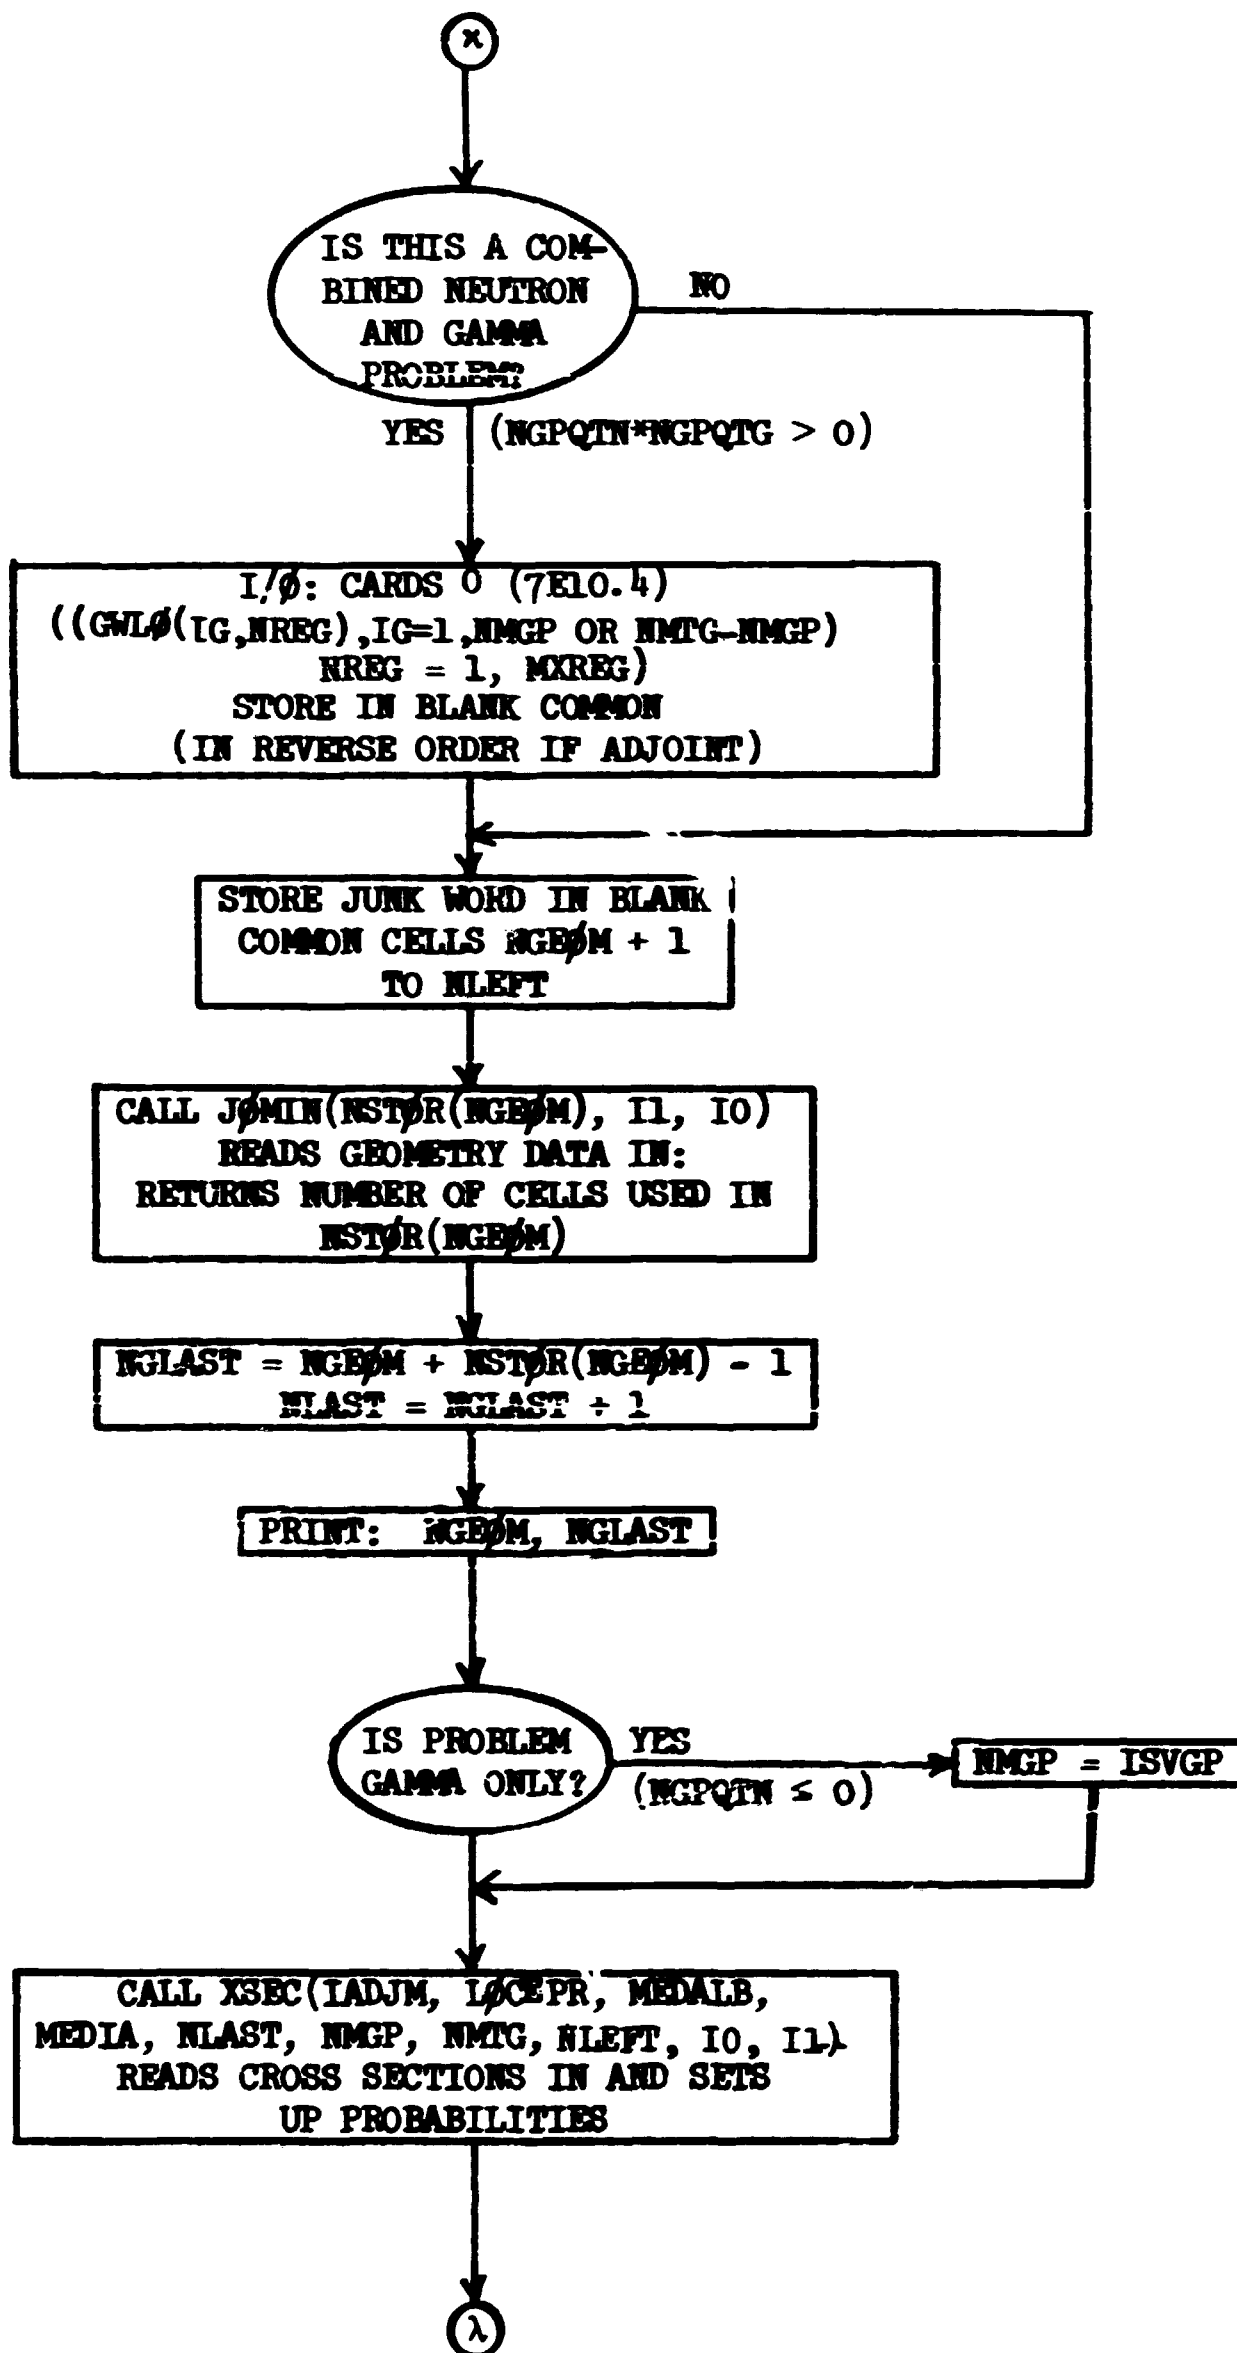 ϰ
IS THIS A COM-
BINED NEUTRON
AND GAMMA
PROBLEM?
NO
YES (NGPQTN*NGPQTG > 0)
I/Ø: CARDS O (7E10.4)
((GWLØ(IG,NREG),IG=1,NMGP OR NMTG-NMGP)
NREG = 1, MXREG)
STORE IN BLANK COMMON
(IN REVERSE ORDER IF ADJOINT)
STORE JUNK WORD IN BLANK
COMMON CELLS NGEØM + 1
TO NLEFT
CALL JØMIN(NSTØR(NGEØM), I1, IO)
READS GEOMETRY DATA IN:
RETURNS NUMBER OF CELLS USED IN
NSTØR(NGEØM)
NGLAST = NGEØM + NSTØR(NGEØM) - 1
NLAST = NGLAST + 1
PRINT: NGEØM, NGLAST
IS PROBLEM
GAMMA ONLY?
YES
(NGPQTN ≤ 0)
NMGP = ISVGP
CALL XSEC(IADJM, LØCEPR, MEDALB,
MEDIA, NLAST, NMGP, NMTG, NLEFT, IO, I1)
READS CROSS SECTIONS IN AND SETS
UP PROBABILITIES
λ